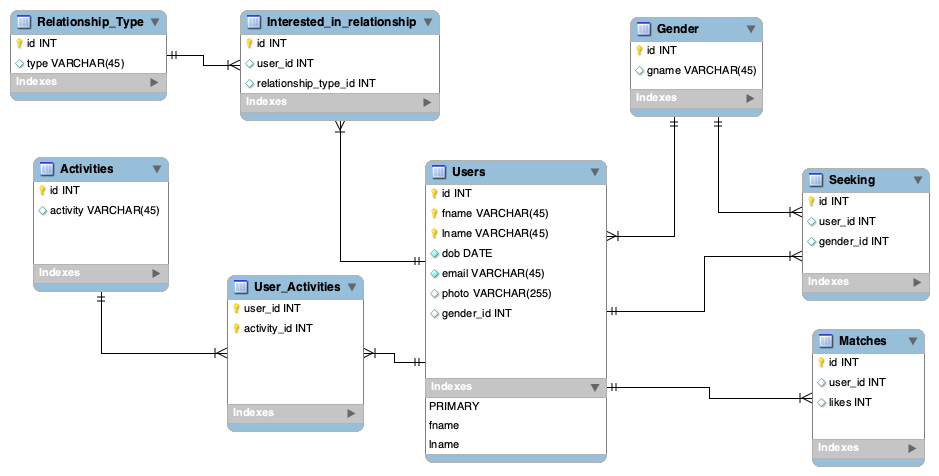 Relationship_Type
id INT
type VARCHAR(45)
Indexes
Interested_in_relationship
id INT
user_id INT
relationship_type_id INT
Indexes
Gender
id INT
gname VARCHAR(45)
Indexes
Activities
id INT
activity VARCHAR(45)
Indexes
Users
id INT
fname VARCHAR(45)
lname VARCHAR(45)
dob DATE
email VARCHAR(45)
photo VARCHAR(255)
gender_id INT
Indexes
PRIMARY
fname
lname
Seeking
id INT
user_id INT
gender_id INT
Indexes
User_Activities
user_id INT
activity_id INT
Indexes
Matches
id INT
user_id INT
likes INT
Indexes